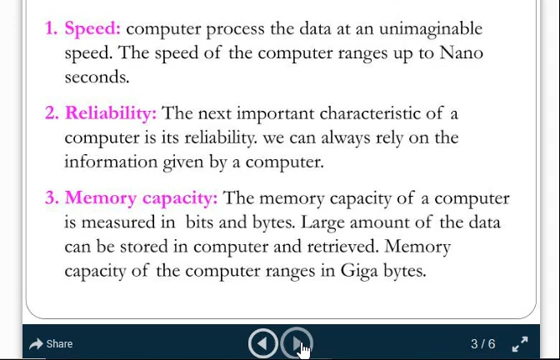 1. Speed: computer process the data at an unimaginable
speed. The speed of the computer ranges up to Nano
seconds.
2. Reliability: The next important characteristic of a
computer is its reliability. we can always rely on the
information given by a computer.
3. Memory capacity: The memory capacity of a computer
is measured in bits and bytes. Large amount of the data
can be stored in computer and retrieved. Memory
capacity of the computer ranges in Giga bytes.
Share
3 / 6